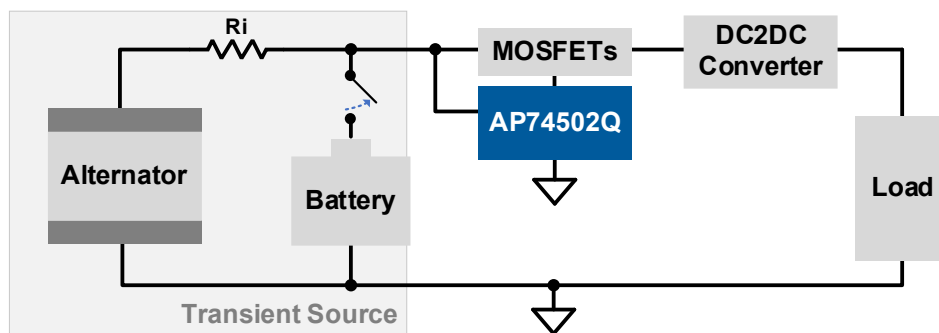 Ri
MOSFETs
DC2DC
Converter
AP74502Q
Alternator
Battery
Load
Transient Source